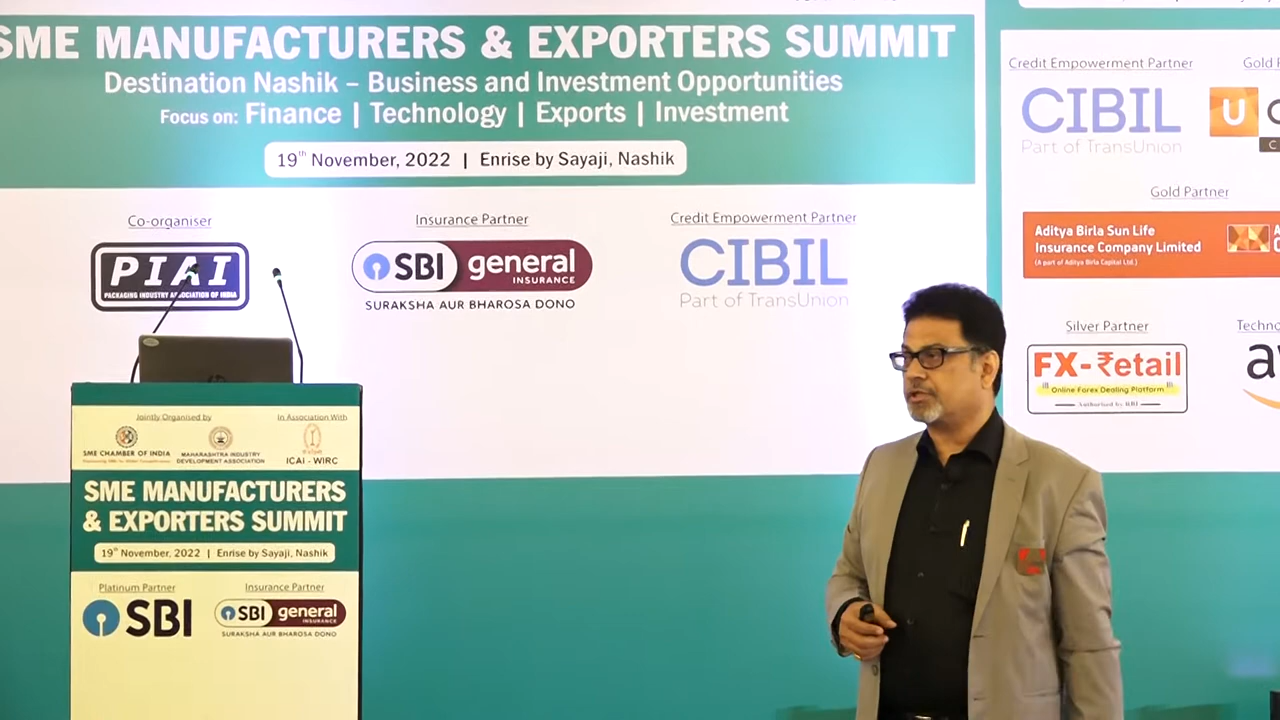 SME MANUFACTURERS & EXPORTERS SUMMIT
Destination Nashik – Business and Investment Opportunities
Focus on: Finance | Technology | Exports | Investment
19th November, 2022 | Enrise by Sayaji, Nashik
Co-organiser
PIAI
PACKAGING INDUSTRY ASSOCIATION OF INDIA
Insurance Partner
SBI general
INSURANCE
SURAKSHA AUR BHAROSA DONO
Credit Empowerment Partner
CIBIL
Part of TransUnion
Credit Empowerment Partner
CIBIL
Part of TransUnion
Gold
U
Gold Partner
Aditya Birla Sun Life
Insurance Company Limited
(A part of Aditya Birla Capital Ltd.)
Silver Partner
FX-₹etail
Online Forex Dealing Platform
Authorised by RBI
Techno
Jointly Organised by
In Association With
SME CHAMBER OF INDIA
MAHARASHTRA INDUSTRY
DEVELOPMENT ASSOCIATION
ICAI - WIRC
SME MANUFACTURERS
& EXPORTERS SUMMIT
19th November, 2022 | Enrise by Sayaji, Nashik
Platinum Partner
SBI
Insurance Partner
SBI general
INSURANCE
SURAKSHA AUR BHAROSA DONO